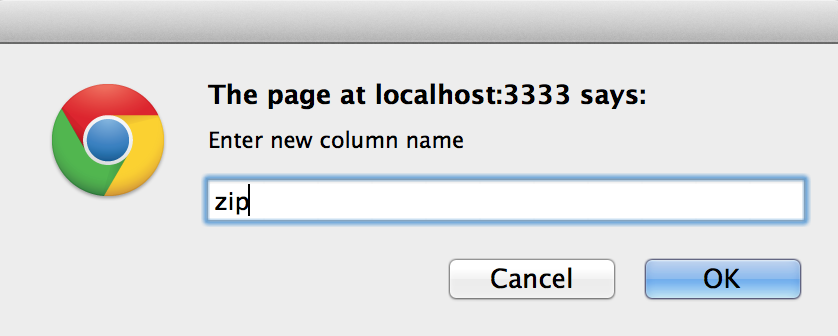 The page at localhost:3333 says:
Enter new column name
zip
Cancel
OK